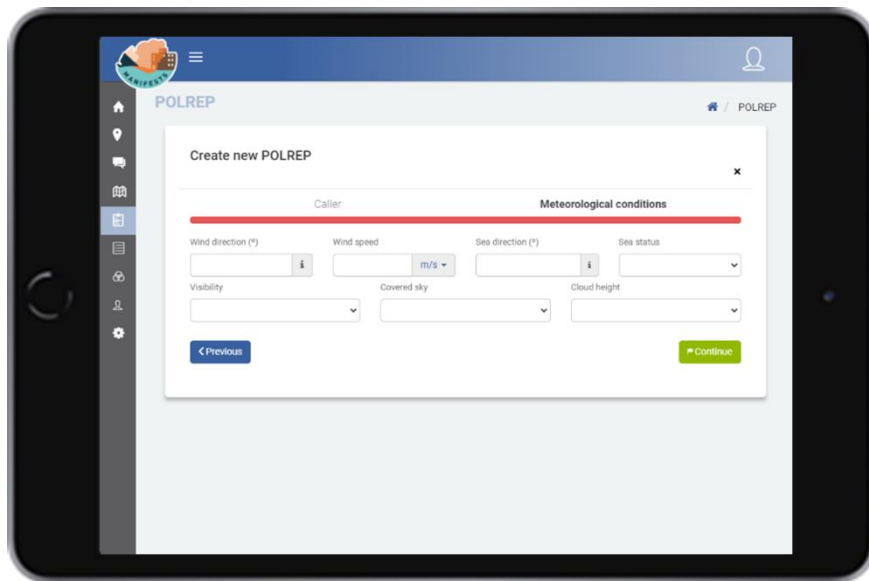 MANIFESTS
POLREP
/ POLREP
Create new POLREP
×
Caller
Meteorological conditions
Wind direction (º)
Wind speed
Sea direction (º)
Sea status
i
m/s
i
Visibility
Covered sky
Cloud height
Previous
Continue